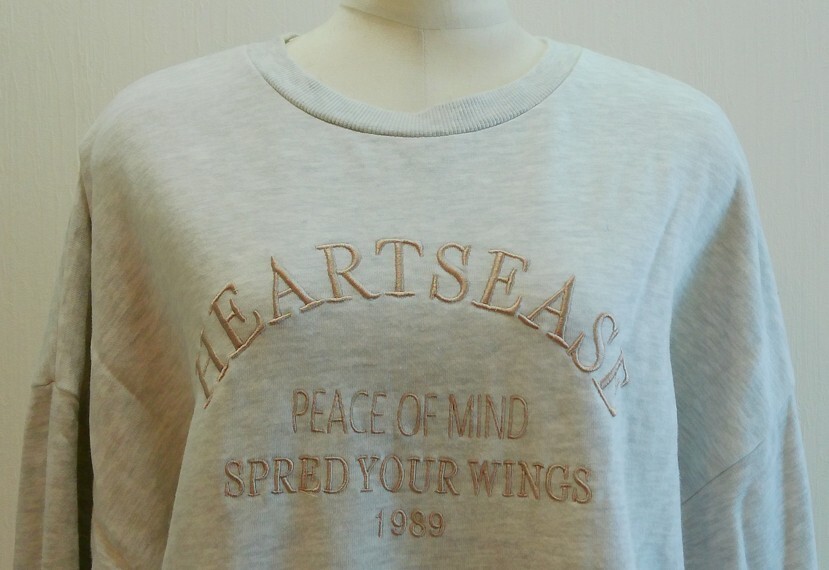 HEARTSEASE
PEACE OF MIND
SPRED YOUR WINGS
1989